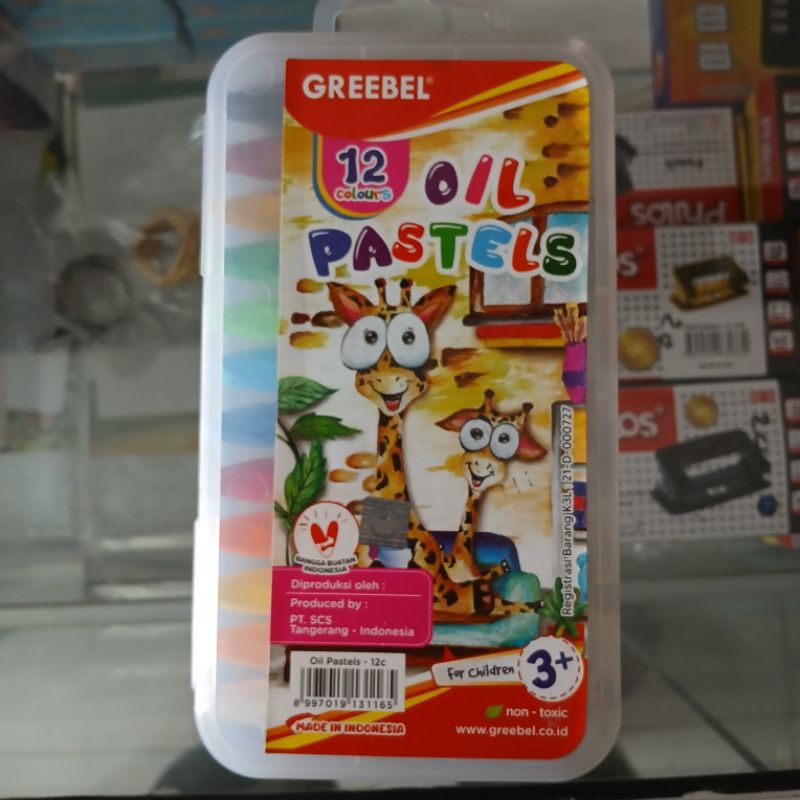 GREEBEL®
12
colours
OIL
PASTELS
BANGGA BUATAN
INDONESIA
Diproduksi oleh :
Produced by :
PT. SCS
Tangerang - Indonesia
Registrasi Barang K3L : 21-D-000727
Oil Pastels - 12c
8 997019 131165
MADE IN INDONESIA
For Children
3+
non - toxic
www.greebel.co.id